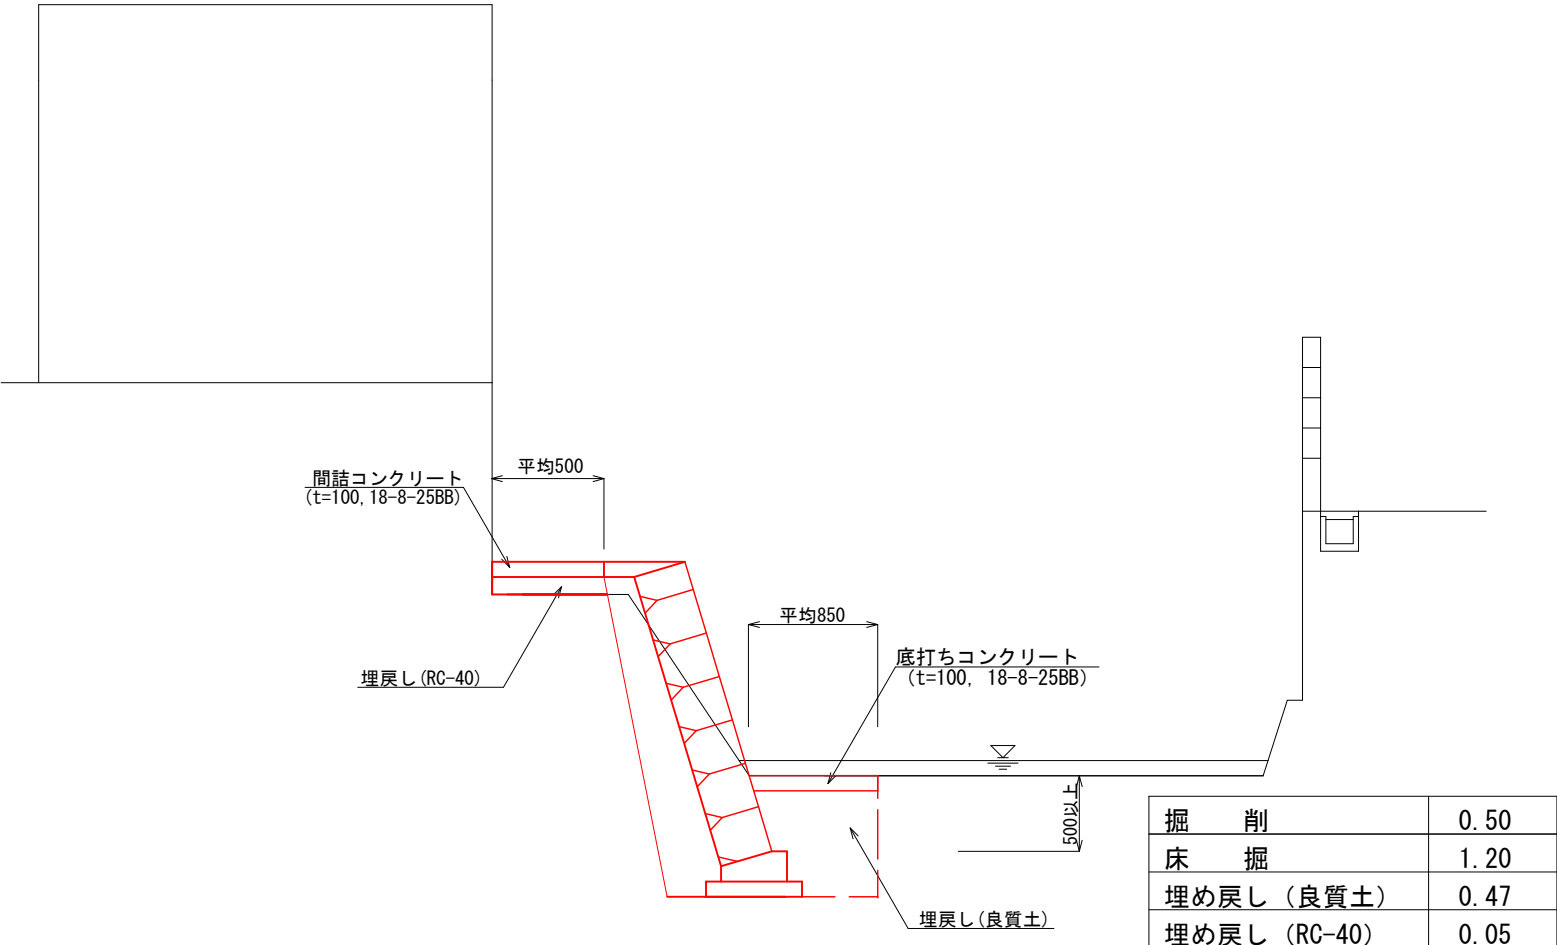 平均500
間詰コンクリート
(t=100, 18-8-25BB)
平均850
底打ちコンクリート
(t=100, 18-8-25BB)
埋戻し(RC-40)
500以上
埋戻し(良質土)
掘　削 0.50
床　掘 1.20
埋め戻し（良質土） 0.47
埋め戻し（RC-40） 0.05